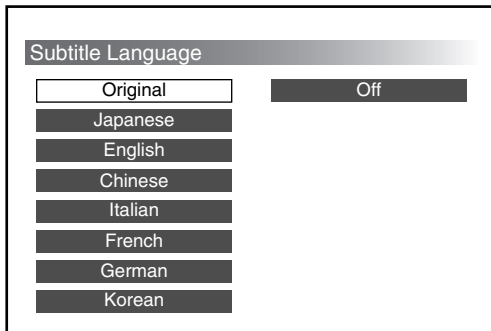 Subtitle Language
Original
Off
Japanese
English
Chinese
Italian
French
German
Korean